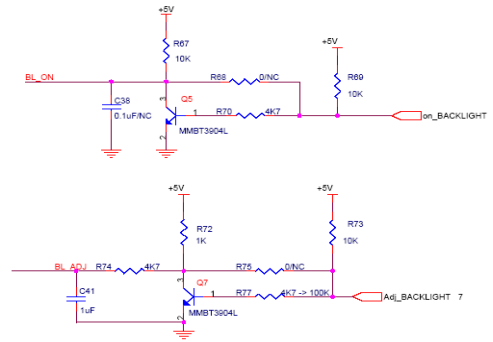 +5V
R67
10K
+5V
BL_ON
R68
0/NC
R69
10K
C38
0.1uF/NC
3
Q5
1
R70
4K7
on_BACKLIGHT
MMBT3904L
2
+5V
+5V
R72
1K
R73
10K
BL_ADJ
R74
4K7
R75
0/NC
C41
1uF
3
Q7
1
R77
4K7 -> 100K
Adj_BACKLIGHT 7
MMBT3904L
2